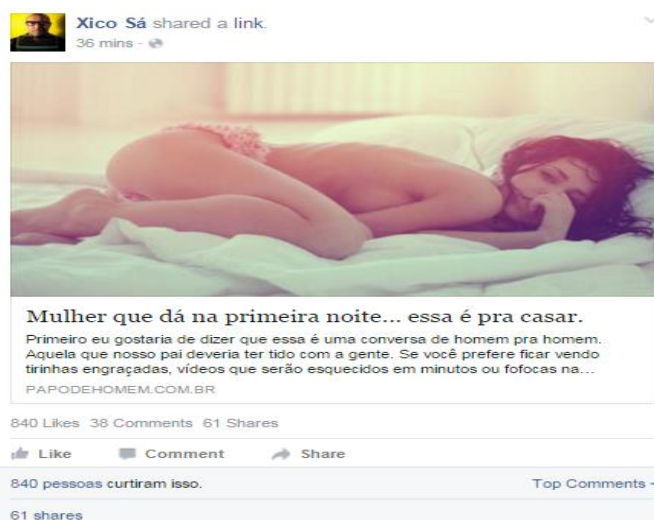 Xico Sá shared a link.
36 mins ·
Mulher que dá na primeira noite... essa é pra casar.
Primeiro eu gostaria de dizer que essa é uma conversa de homem pra homem.
Aquela que nosso pai deveria ter tido com a gente. Se você prefere ficar vendo
tirinhas engraçadas, vídeos que serão esquecidos em minutos ou fofocas na...
PAPODEHOMEM.COM.BR
840 Likes 38 Comments 61 Shares
Like Comment Share
840 pessoas curtiram isso. Top Comments
61 shares